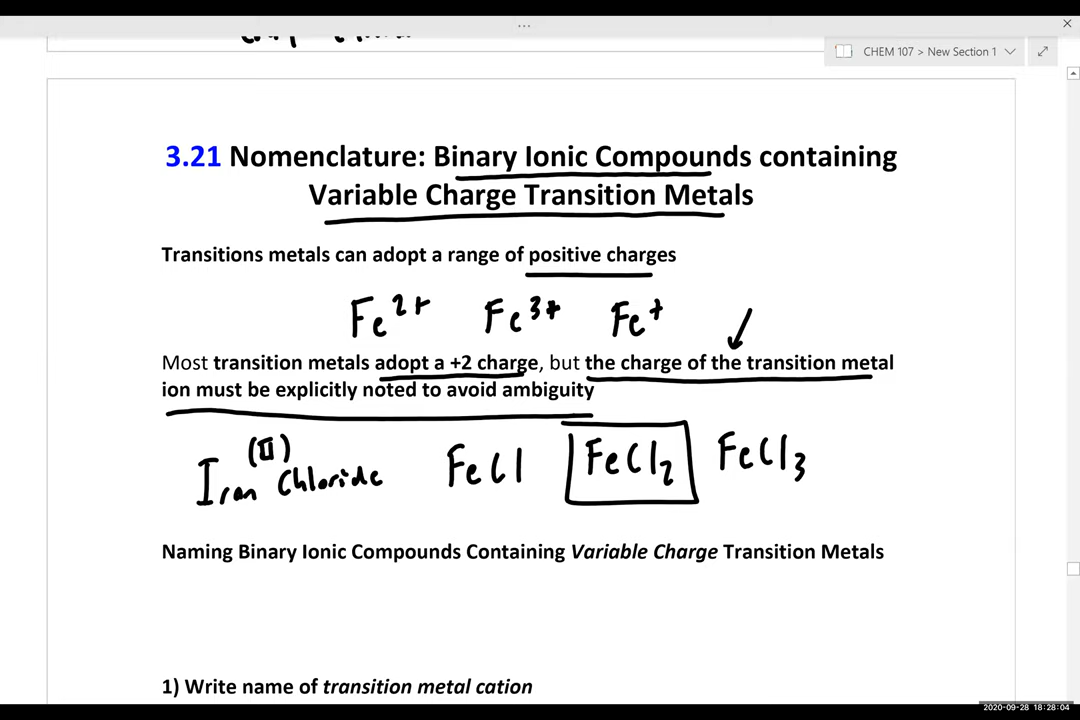 CHEM 107 > New Section 1
3.21 Nomenclature: Binary Ionic Compounds containing
Variable Charge Transition Metals
Transitions metals can adopt a range of positive charges
Fe²⁺ Fe³⁺ Fe⁺
Most transition metals adopt a +2 charge, but the charge of the transition metal
ion must be explicitly noted to avoid ambiguity
Iron (II) Chloride FeCl FeCl₂ FeCl₃
Naming Binary Ionic Compounds Containing Variable Charge Transition Metals
1) Write name of transition metal cation
2020-09-28 18:28:04